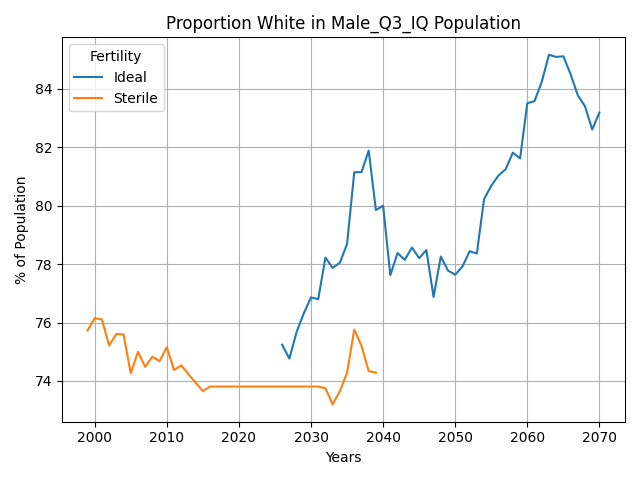 Proportion White in Male_Q3_IQ Population
Fertility
Ideal
Sterile
% of Population
84
82
80
78
76
74
2000 2010 2020 2030 2040 2050 2060 2070
Years